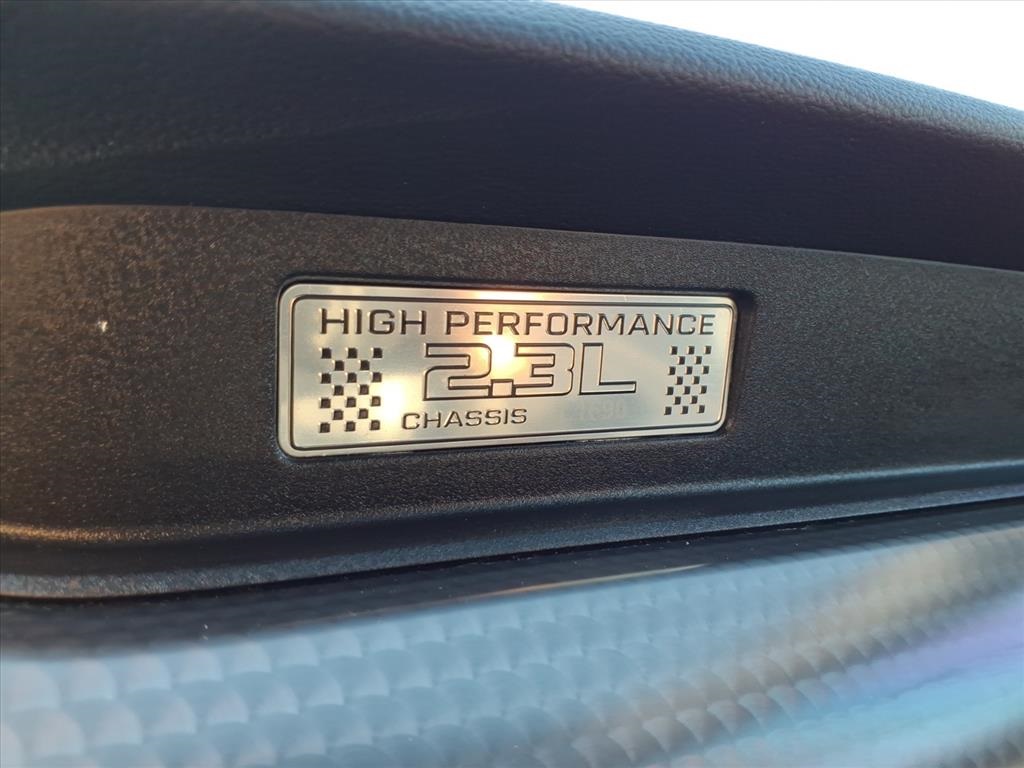 HIGH PERFORMANCE
2.3L
CHASSIS